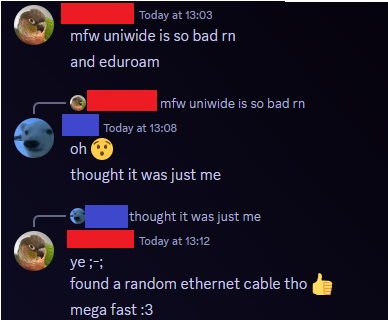 Today at 13:03
mfw uniwide is so bad rn
and eduroam
mfw uniwide is so bad rn
Today at 13:08
oh 😯
thought it was just me
thought it was just me
Today at 13:12
ye ;-;
found a random ethernet cable tho 👍
mega fast :3